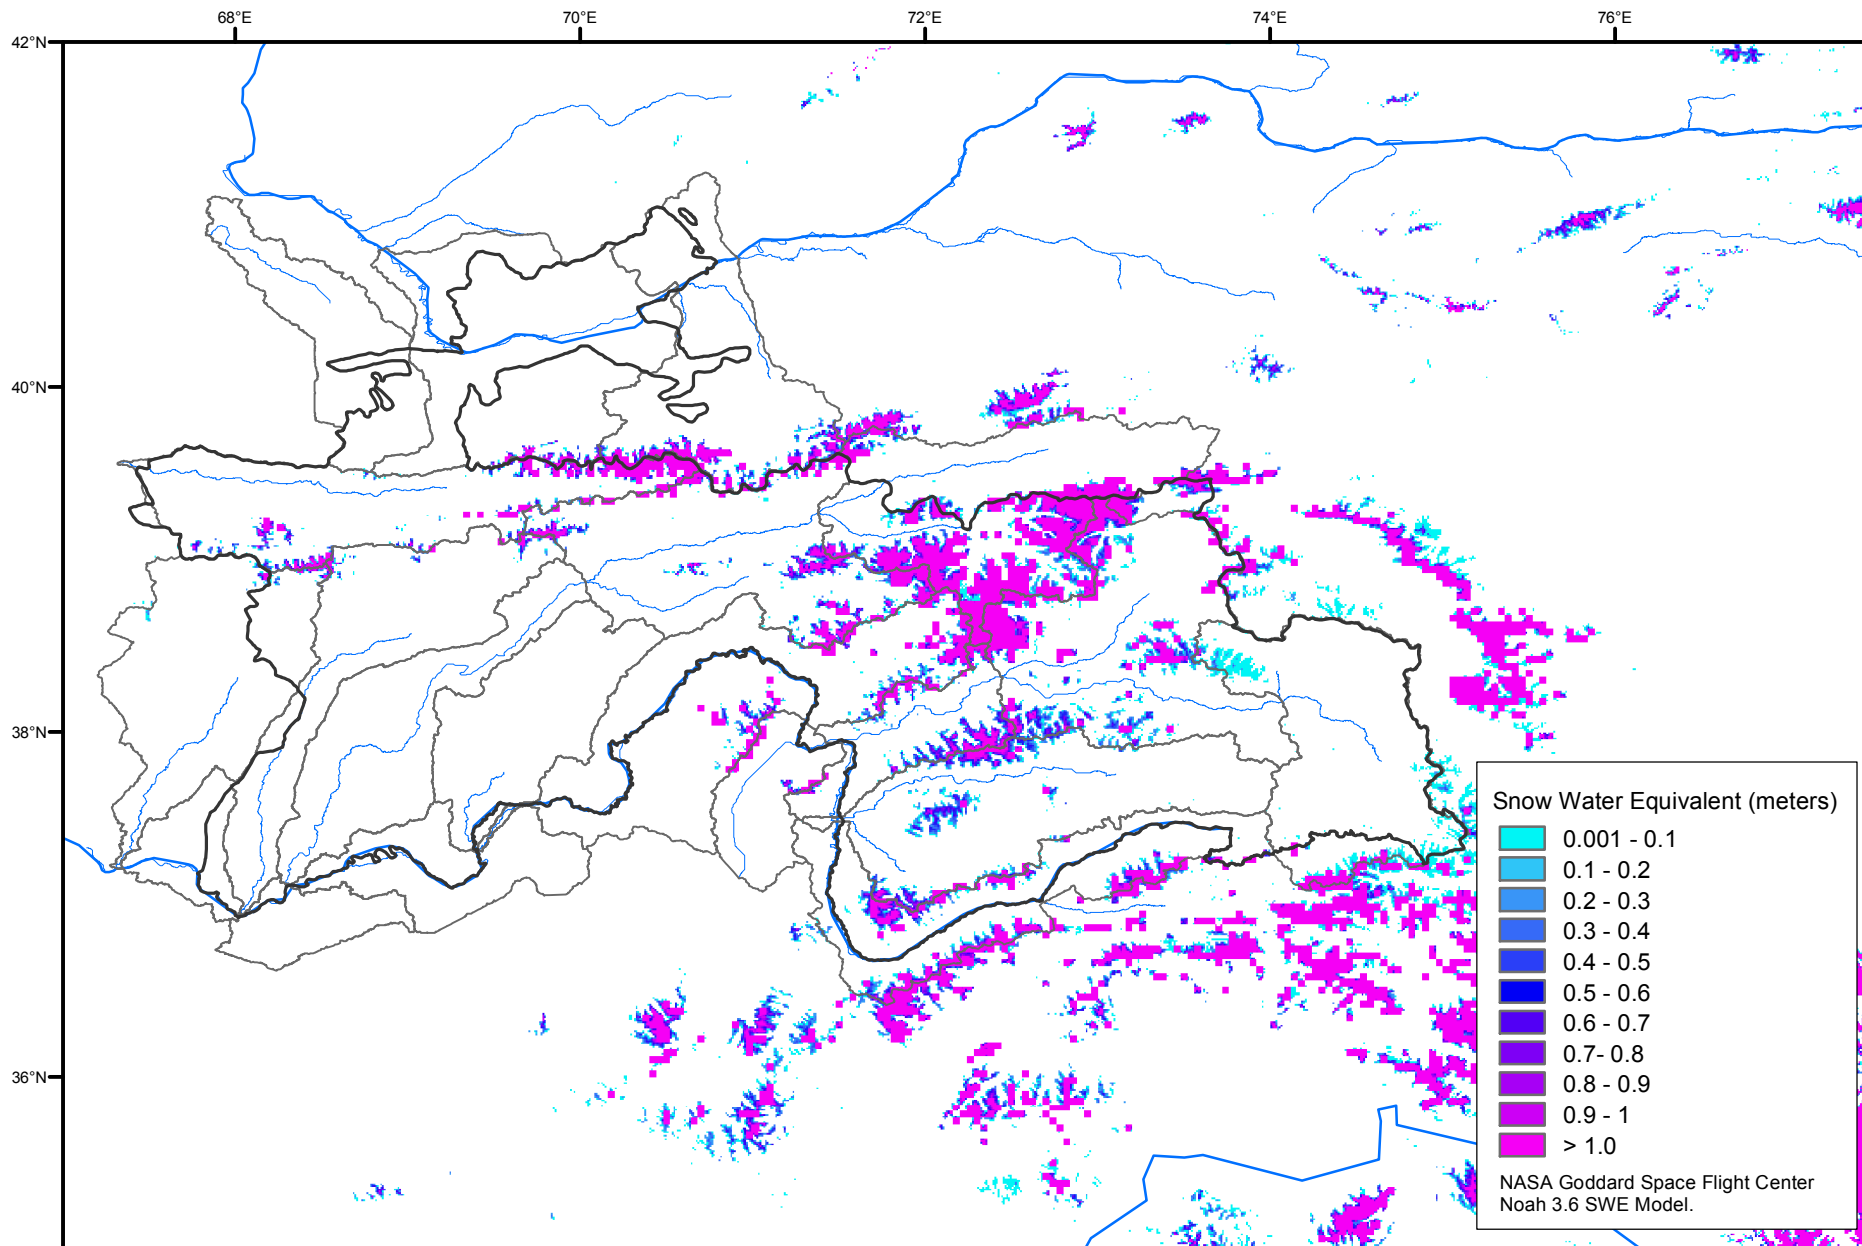 68°E
70°E
72°E
74°E
76°E
42°N
40°N
38°N
36°N
Snow Water Equivalent (meters)
0.001 - 0.1
0.1 - 0.2
0.2 - 0.3
0.3 - 0.4
0.4 - 0.5
0.5 - 0.6
0.6 - 0.7
0.7- 0.8
0.8 - 0.9
0.9 - 1
> 1.0
NASA Goddard Space Flight Center
Noah 3.6 SWE Model.